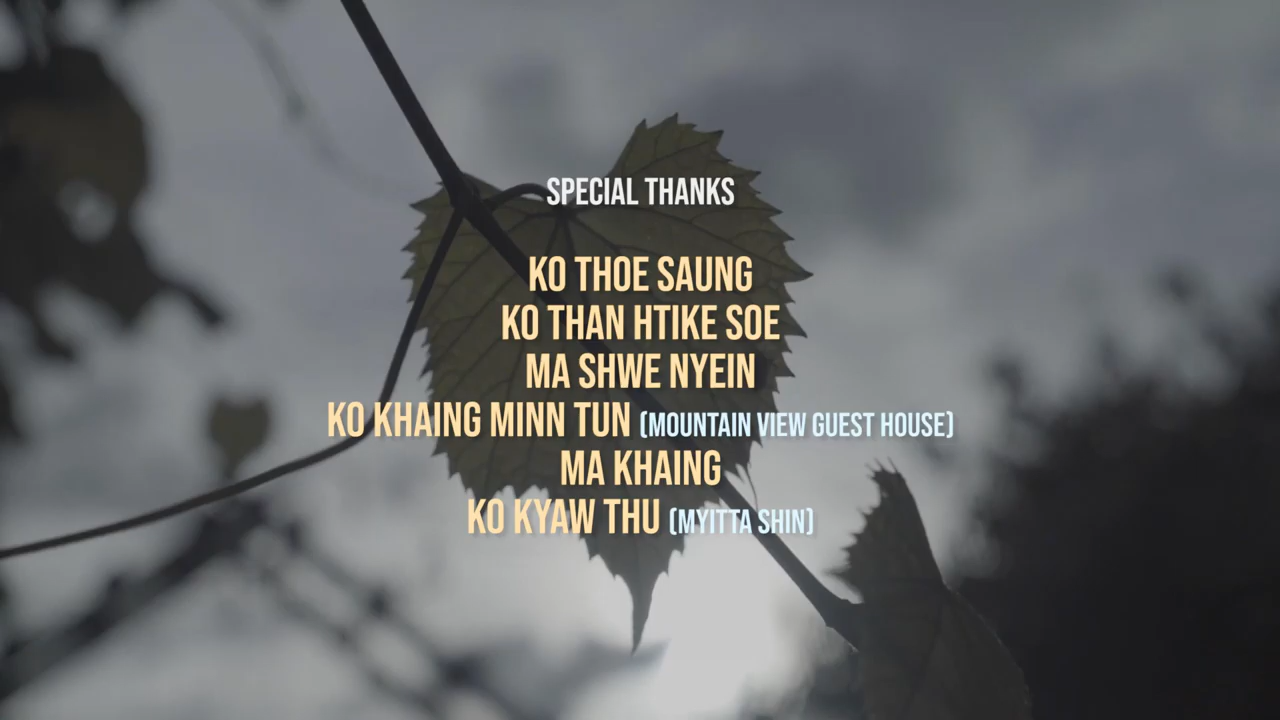 SPECIAL THANKS
KO THOE SAUNG
KO THAN HTIKE SOE
MA SHWE NYEIN
KO KHAING MINN TUN (MOUNTAIN VIEW GUEST HOUSE)
MA KHAING
KO KYAW THU (MYITTA SHIN)